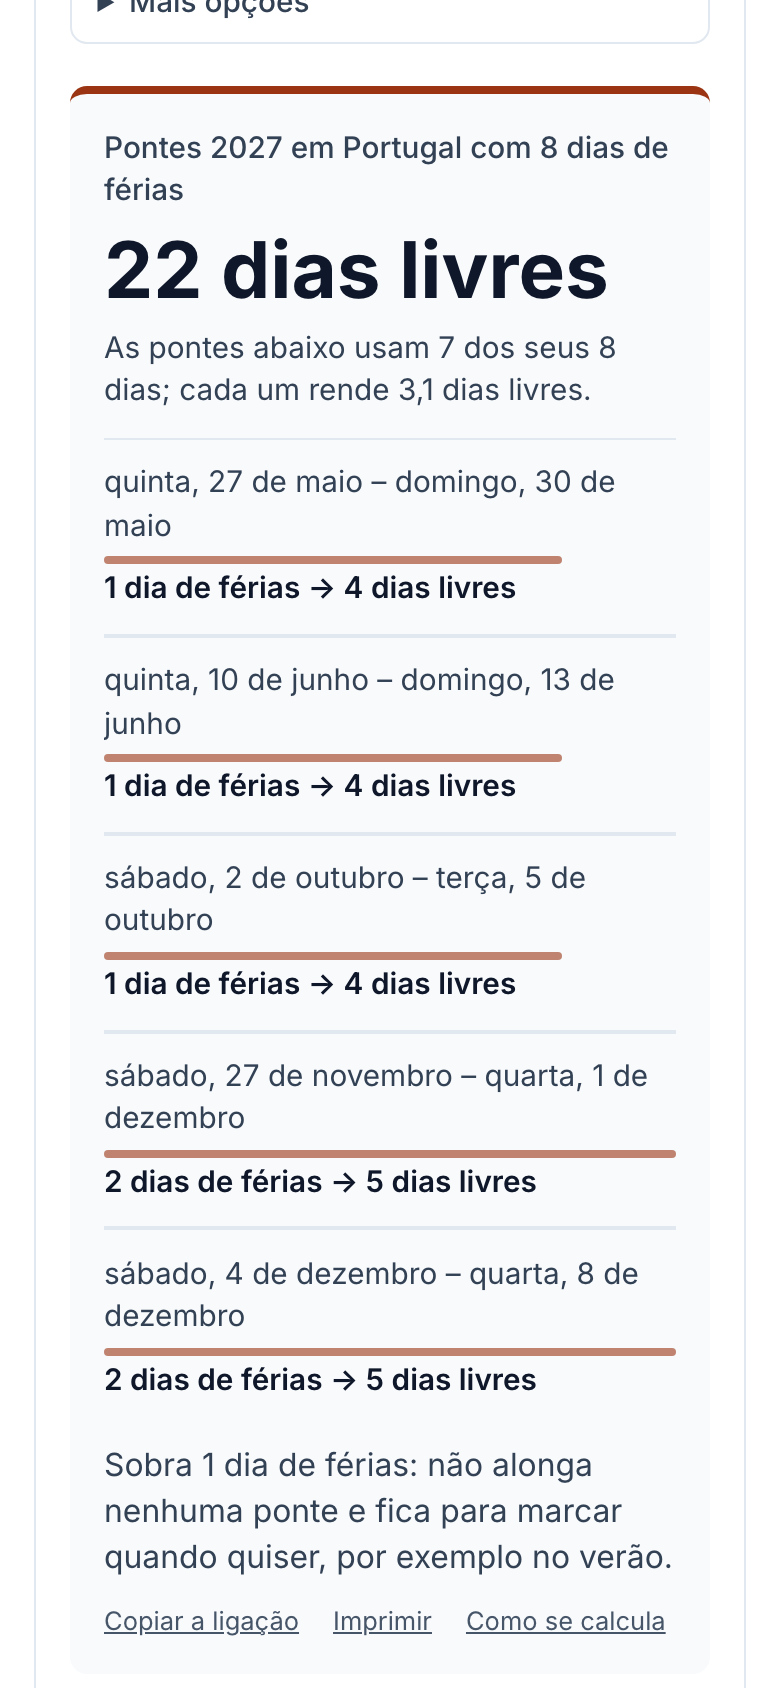 Mais opções
Pontes 2027 em Portugal com 8 dias de
férias
22 dias livres
As pontes abaixo usam 7 dos seus 8
dias; cada um rende 3,1 dias livres.
quinta, 27 de maio – domingo, 30 de
maio
1 dia de férias → 4 dias livres
quinta, 10 de junho – domingo, 13 de
junho
1 dia de férias → 4 dias livres
sábado, 2 de outubro – terça, 5 de
outubro
1 dia de férias → 4 dias livres
sábado, 27 de novembro – quarta, 1 de
dezembro
2 dias de férias → 5 dias livres
sábado, 4 de dezembro – quarta, 8 de
dezembro
2 dias de férias → 5 dias livres
Sobra 1 dia de férias: não alonga
nenhuma ponte e fica para marcar
quando quiser, por exemplo no verão.
Copiar a ligação Imprimir Como se calcula